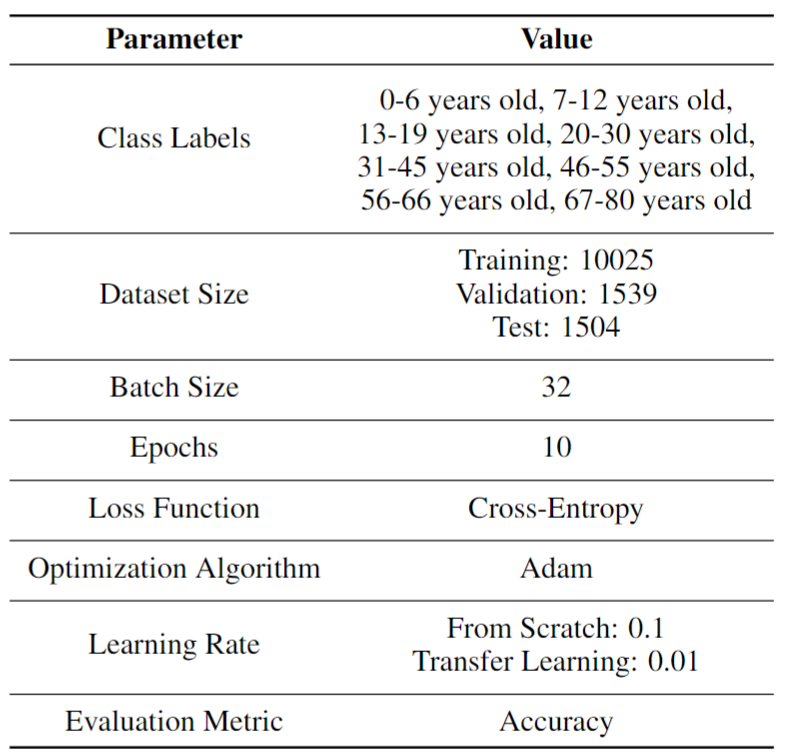 Parameter Value
Class Labels
0-6 years old, 7-12 years old,
13-19 years old, 20-30 years old,
31-45 years old, 46-55 years old,
56-66 years old, 67-80 years old
Dataset Size
Training: 10025
Validation: 1539
Test: 1504
Batch Size 32
Epochs 10
Loss Function Cross-Entropy
Optimization Algorithm Adam
Learning Rate
From Scratch: 0.1
Transfer Learning: 0.01
Evaluation Metric Accuracy